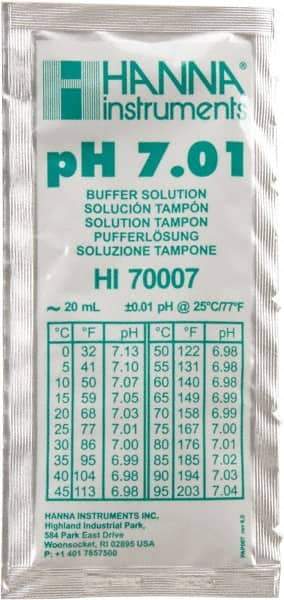 HANNA®
instruments
pH 7.01
BUFFER SOLUTION
SOLUCIÓN TAMPÓN
SOLUTION TAMPON
PUFFERLÖSUNG
SOLUZIONE TAMPONE
HI 70007
~ 20 mL ±0.01 pH @ 25°C/77°F
°C °F pH °C °F pH
0 32 7.13 50 122 6.98
5 41 7.10 55 131 6.98
10 50 7.07 60 140 6.98
15 59 7.05 65 149 6.99
20 68 7.03 70 158 6.99
25 77 7.01 75 167 7.00
30 86 7.00 80 176 7.01
35 95 6.99 85 185 7.02
40 104 6.98 90 194 7.03
45 113 6.98 95 203 7.04
HANNA INSTRUMENTS INC.
Highland Industrial Park,
584 Park East Drive
Woonsocket, RI 02895 USA
P: +1 401 7657500